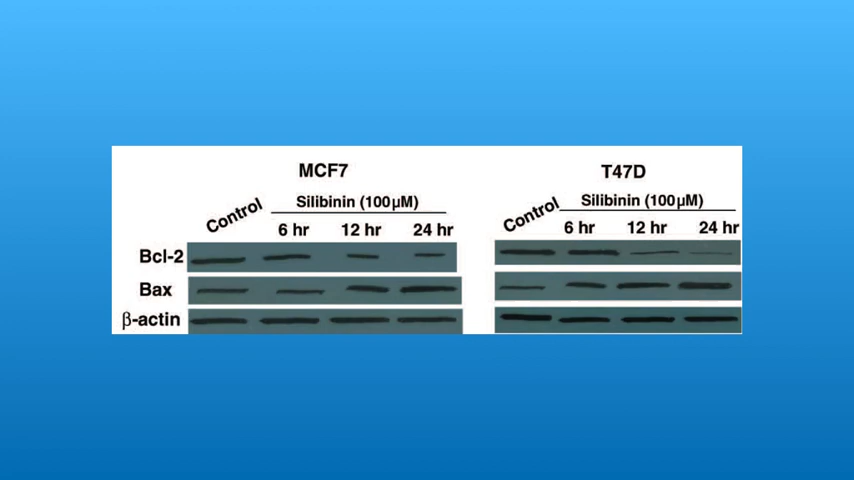 MCF7
T47D
Control
Silibinin (100µM)
6 hr 12 hr 24 hr
Control
Silibinin (100µM)
6 hr 12 hr 24 hr
Bcl-2
Bax
β-actin